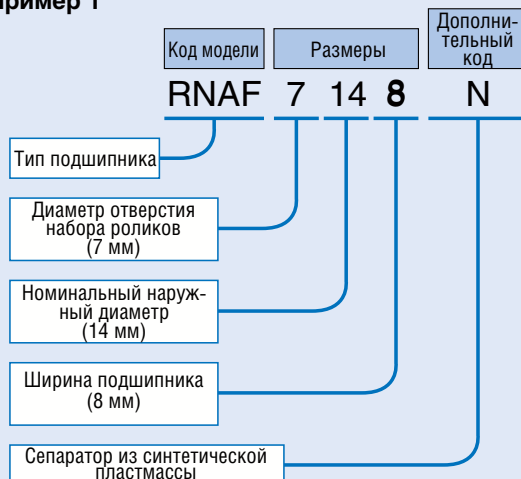 пример 1
Код модели
Размеры
Дополни-
тельный
код
RNAF 7 14 8 N
Тип подшипника
Диаметр отверстия
набора роликов
(7 мм)
Номинальный наруж-
ный диаметр
(14 мм)
Ширина подшипника
(8 мм)
Сепаратор из синтетической
пластмассы